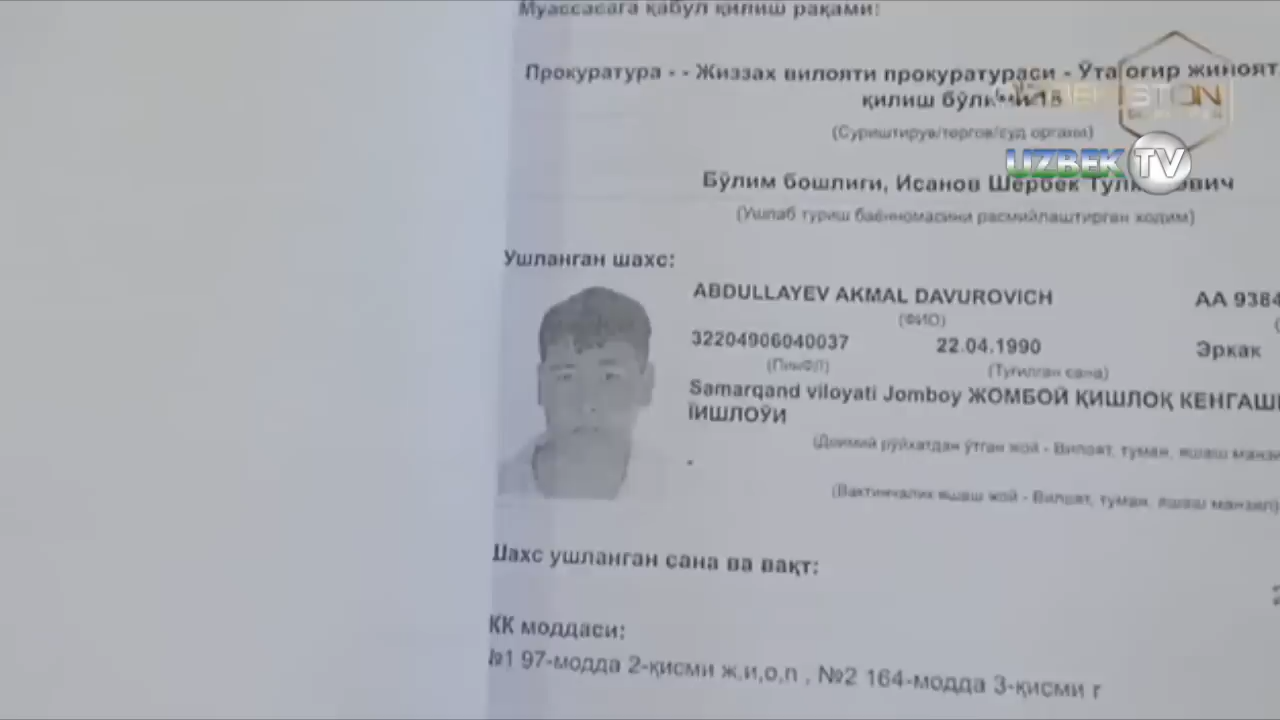 Муассасага қабул қилиш рақами:
Прокуратура - - Жиззах вилояти прокуратураси - Ўта оғир жиноят
қилиш
(Суриштирув/тергов/суд органи)
UZBEK TV
Бўлим бошлиғи, Исанов Шербек
(Ушлаб туриш баённомасини расмийлаштирган ходим)
Ушланган шахс:
ABDULLAYEV AKMAL DAVUROVICH AA 9384
(ФИО)
32204906040037 22.04.1990 Эркак
(ПинФЛ) (Туғилган сана)
Samarqand viloyati Jomboy ЖОМБОЙ ҚИШЛОҚ КЕНГАШ
(Доимий рўйхатдан ўтган жой - Вилоят, туман, яшаш манзи
(Вақтинчалик яшаш жой - Вилоят, туман, яшаш манзил)
Шахс ушланган сана ва вақт:
КК моддаси:
№1 97-модда 2-қисми ж,и,о,п , №2 164-модда 3-қисми г